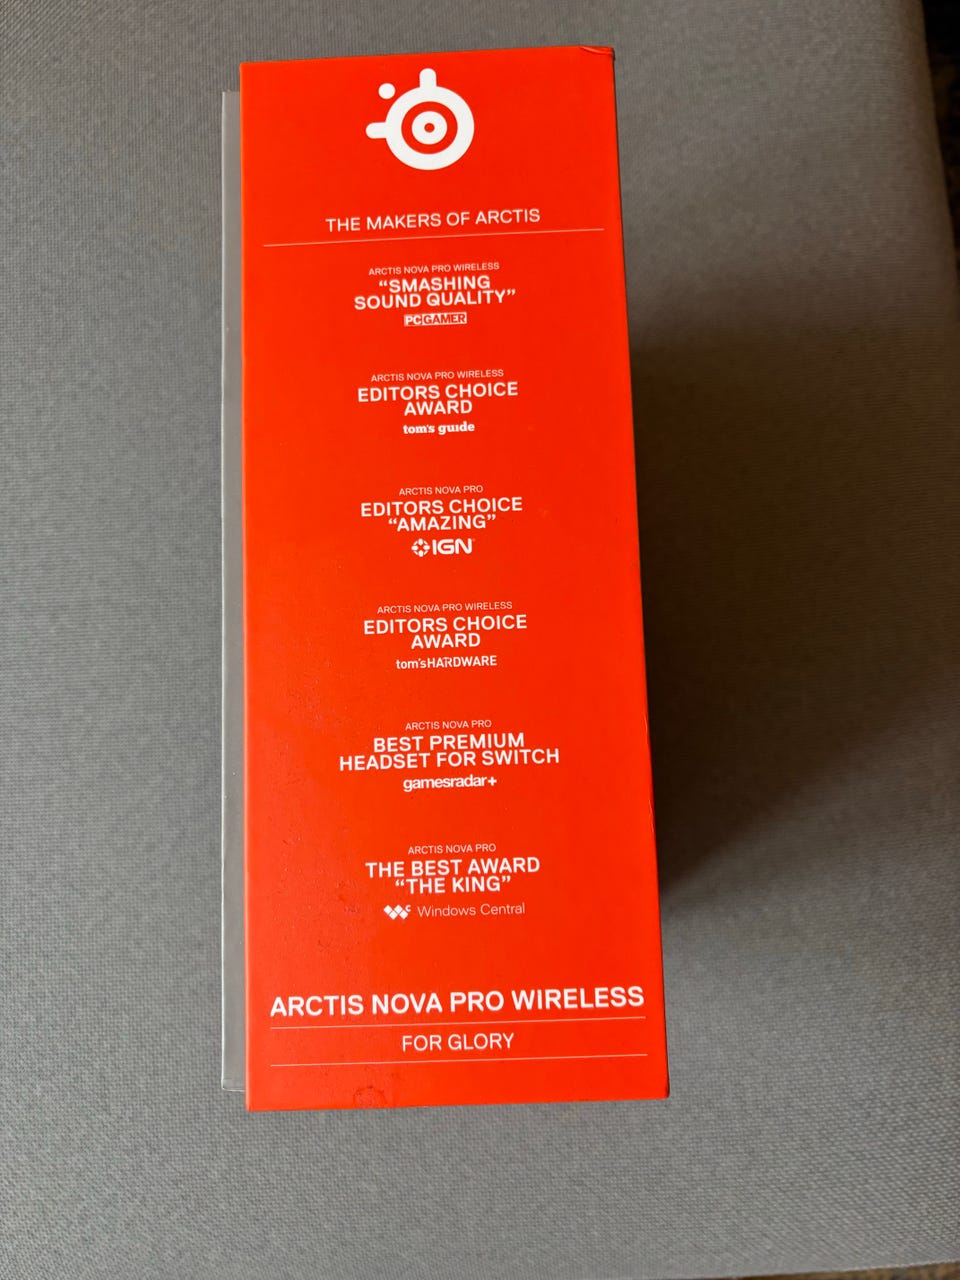 THE MAKERS OF ARCTIS
ARCTIS NOVA PRO WIRELESS
“SMASHING
SOUND QUALITY”
PC GAMER
ARCTIS NOVA PRO WIRELESS
EDITORS CHOICE
AWARD
tom's guide
ARCTIS NOVA PRO
EDITORS CHOICE
“AMAZING”
IGN
ARCTIS NOVA PRO WIRELESS
EDITORS CHOICE
AWARD
tom'sHARDWARE
ARCTIS NOVA PRO
BEST PREMIUM
HEADSET FOR SWITCH
gamesradar+
ARCTIS NOVA PRO
THE BEST AWARD
“THE KING”
Windows Central
ARCTIS NOVA PRO WIRELESS
FOR GLORY